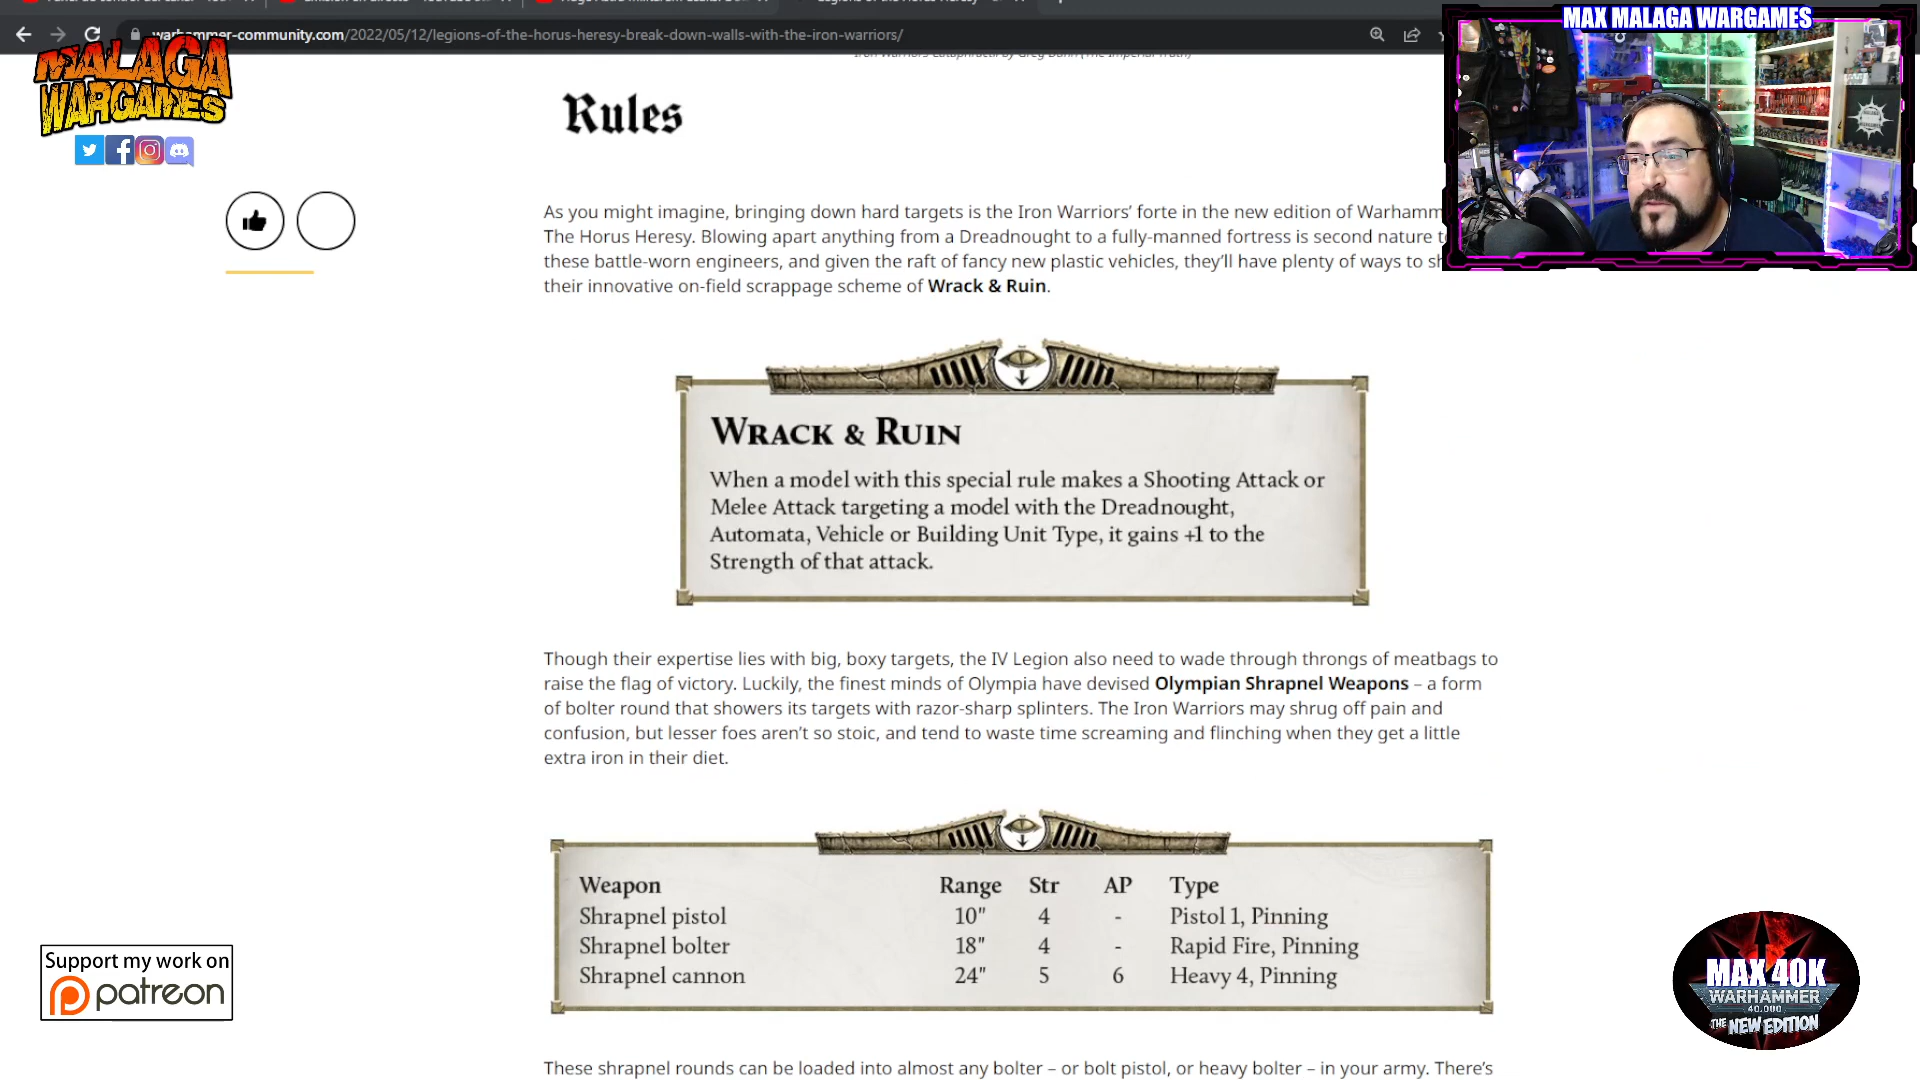 MAX MALAGA WARGAMES
warhammer-community.com/2022/05/12/legions-of-the-horus-heresy-break-down-walls-with-the-iron-warriors/
MALAGA
WARGAMES
Rules
As you might imagine, bringing down hard targets is the Iron Warriors’ forte in the new edition of Warhamm
The Horus Heresy. Blowing apart anything from a Dreadnought to a fully-manned fortress is second nature t
these battle-worn engineers, and given the raft of fancy new plastic vehicles, they’ll have plenty of ways to sh
their innovative on-field scrappage scheme of Wrack & Ruin.
WRACK & RUIN
When a model with this special rule makes a Shooting Attack or
Melee Attack targeting a model with the Dreadnought,
Automata, Vehicle or Building Unit Type, it gains +1 to the
Strength of that attack.
Though their expertise lies with big, boxy targets, the IV Legion also need to wade through throngs of meatbags to
raise the flag of victory. Luckily, the finest minds of Olympia have devised Olympian Shrapnel Weapons – a form
of bolter round that showers its targets with razor-sharp splinters. The Iron Warriors may shrug off pain and
confusion, but lesser foes aren’t so stoic, and tend to waste time screaming and flinching when they get a little
extra iron in their diet.
Weapon Range Str AP Type
Shrapnel pistol 10" 4 - Pistol 1, Pinning
Shrapnel bolter 18" 4 - Rapid Fire, Pinning
Shrapnel cannon 24" 5 6 Heavy 4, Pinning
These shrapnel rounds can be loaded into almost any bolter – or bolt pistol, or heavy bolter – in your army. There’s
Support my work on
patreon
MAX 40K
WARHAMMER
40,000
THE NEW EDITION